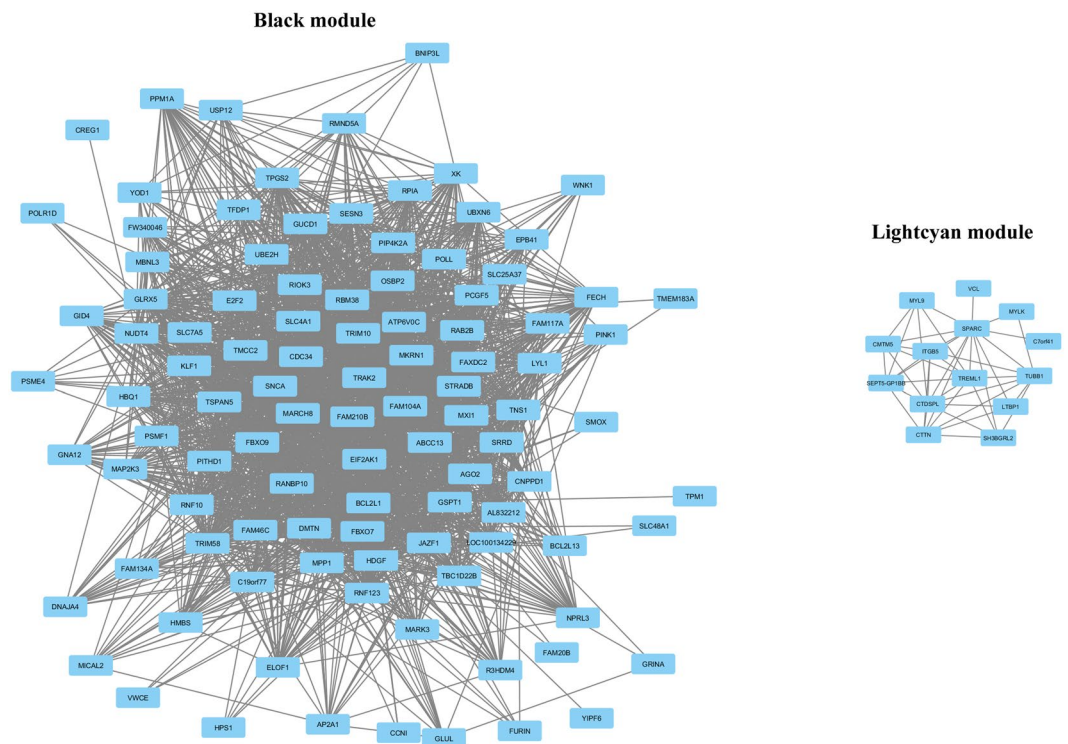 Black module
BNIP3L
PPM1A
USP12
RMND5A
CREG1
XK
TPGS2
WNK1
YOD1
RPIA
TFDP1
SESN3
UBXN6
POLR1D
FW340046
GUCD1
EPB41
PIP4K2A
UBE2H
POLL
MBNL3
SLC25A37
RIOK3
OSBP2
GLRX5
E2F2
RBM38
PCGF5
FECH
TMEM183A
GID4
SLC4A1
ATP6V0C
FAM117A
NUDT4
SLC7A5
TRIM10
RAB2B
PINK1
TMCC2
CDC34
MKRN1
KLF1
FAXDC2
LYL1
PSME4
SNCA
TRAK2
STRADB
HBQ1
TSPAN5
MARCH8
FAM210B
FAM104A
MXI1
TNS1
SMOX
PSMF1
FBXO9
ABCC13
SRRD
GNA12
PITHD1
EIF2AK1
MAP2K3
AGO2
CNPPD1
RANBP10
TPM1
RNF10
BCL2L1
GSPT1
AL832212
FAM46C
DMTN
FBXO7
SLC48A1
TRIM58
JAZF1
LOC100134229
BCL2L13
MPP1
HDGF
FAM134A
C19orf77
TBC1D22B
RNF123
DNAJA4
HMBS
NPRL3
MARK3
FAM20B
MICAL2
ELOF1
R3HDM4
GRINA
VWCE
YIPF6
HPS1
AP2A1
CCNI
GLUL
FURIN
Lightcyan module
VCL
MYL9
MYLK
SPARC
CMTM5
ITGB5
C7orf41
SEPT5-GP1BB
TREML1
TUBB1
CTDSPL
LTBP1
CTTN
SH3BGRL2